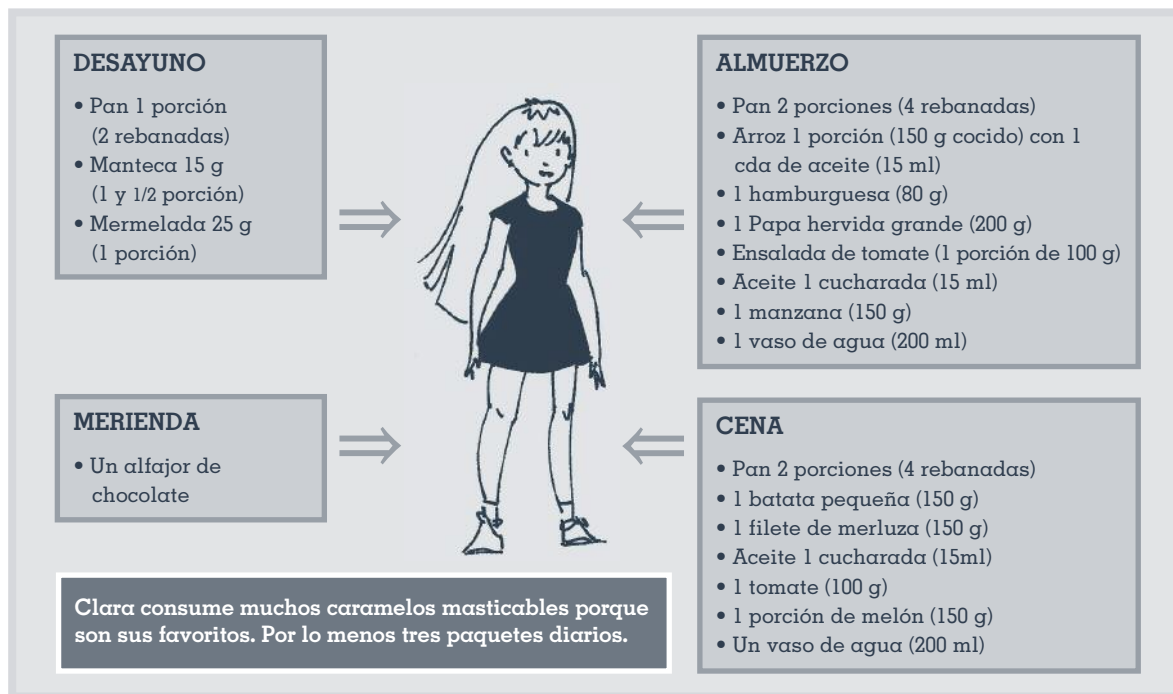 DESAYUNO
• Pan 1 porción
(2 rebanadas)
• Manteca 15 g
(1 y 1/2 porción)
• Mermelada 25 g
(1 porción)
ALMUERZO
• Pan 2 porciones (4 rebanadas)
• Arroz 1 porción (150 g cocido) con 1
cda de aceite (15 ml)
• 1 hamburguesa (80 g)
• 1 Papa hervida grande (200 g)
• Ensalada de tomate (1 porción de 100 g)
• Aceite 1 cucharada (15 ml)
• 1 manzana (150 g)
• 1 vaso de agua (200 ml)
MERIENDA
• Un alfajor de
chocolate
CENA
• Pan 2 porciones (4 rebanadas)
• 1 batata pequeña (150 g)
• 1 filete de merluza (150 g)
• Aceite 1 cucharada (15ml)
• 1 tomate (100 g)
• 1 porción de melón (150 g)
• Un vaso de agua (200 ml)
Clara consume muchos caramelos masticables porque
son sus favoritos. Por lo menos tres paquetes diarios.